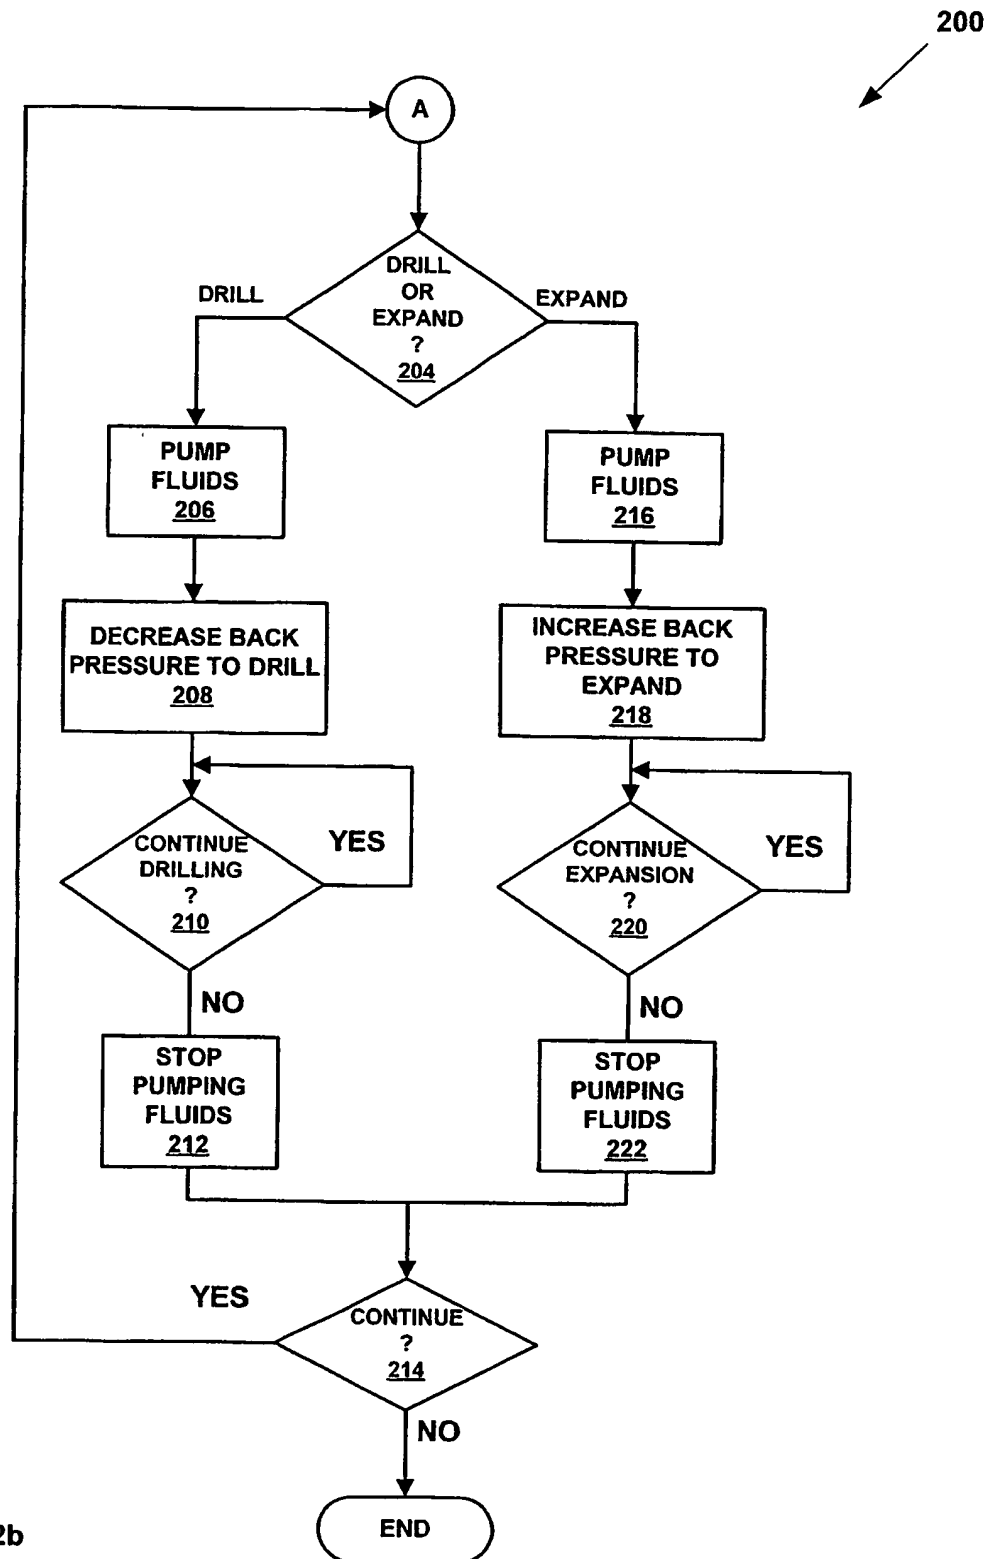 200
A
DRILL
OR
EXPAND
?
204
DRILL
EXPAND
PUMP
FLUIDS
206
PUMP
FLUIDS
216
DECREASE BACK
PRESSURE TO DRILL
208
INCREASE BACK
PRESSURE TO
EXPAND
218
CONTINUE
DRILLING
?
210
YES
CONTINUE
EXPANSION
?
220
YES
NO
NO
STOP
PUMPING
FLUIDS
212
STOP
PUMPING
FLUIDS
222
YES
CONTINUE
?
214
NO
END
2b